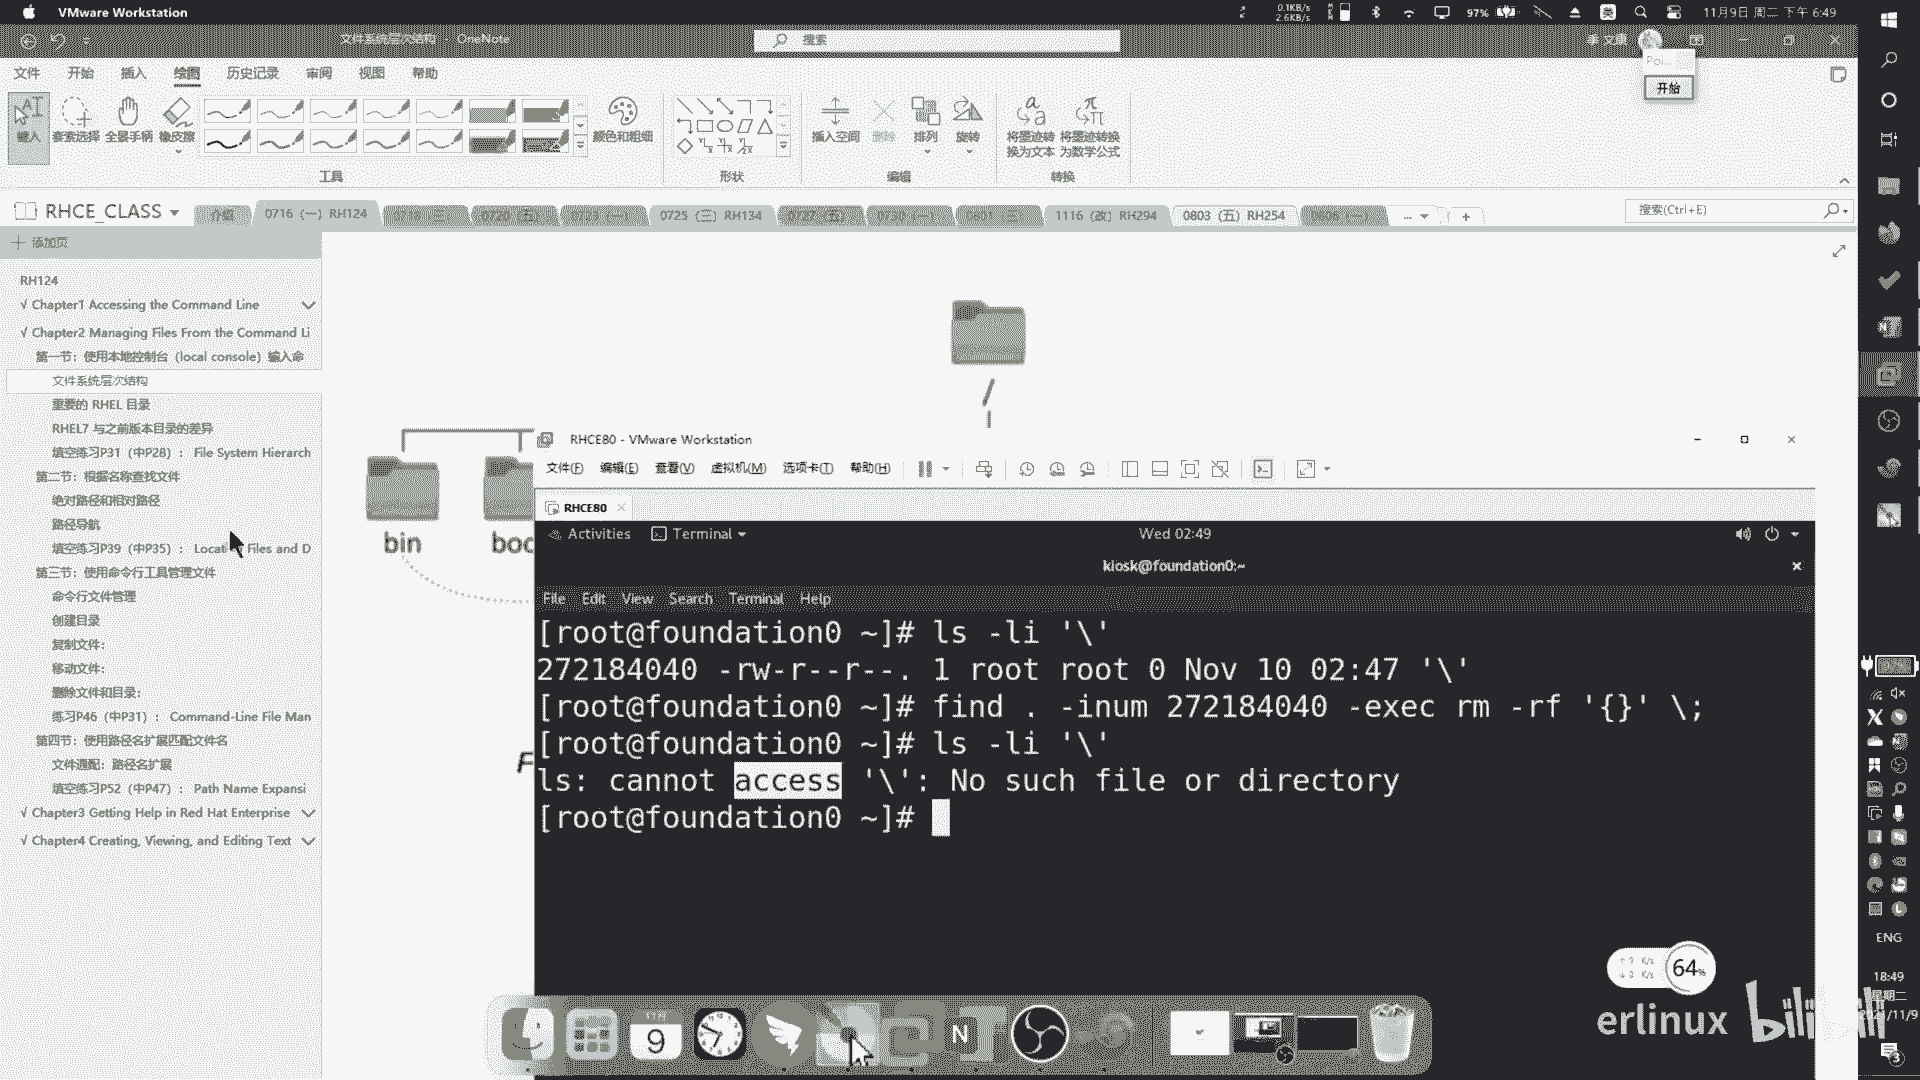 VMware Workstation
0.1KB/s
2.6KB/s
97%
英
11月9日 周二 下午 6:49
文件系统层次结构 - OneNote
搜索
季 文康
文件 开始 插入 绘图 历史记录 审阅 视图 帮助
Poi...
开始
键入 套索选择 全景手柄 橡皮擦
颜色和粗细
插入空间 删除 排列 旋转
将墨迹转换为文本
将墨迹转换为数学公式
工具 形状 编辑 转换
RHCE_CLASS
介绍 0716 (一) RH124 0718 (三) 0720 (五) 0723 (一) 0725 (三) RH134 0727 (五) 0730 (一) 0801 (三) 1116 (改) RH294 0803 (五) RH254 0806 (一)
搜索(Ctrl+E)
添加页
RH124
√ Chapter1 Accessing the Command Line
√ Chapter2 Managing Files From the Command Li
第一节：使用本地控制台（local console）输入命
文件系统层次结构
重要的 RHEL 目录
RHEL7 与之前版本目录的差异
填空练习P31（中P28）： File System Hierarch
第二节：根据名称查找文件
绝对路径和相对路径
路径导航
填空练习P39（中P35）： Files and D
第三节：使用命令行工具管理文件
命令行文件管理
创建目录
复制文件:
移动文件:
删除文件和目录:
练习P46（中P31）： Command-Line File Man
第四节：使用路径名扩展匹配文件名
文件通配：路径名扩展
填空练习P52（中P47）： Path Name Expansi
√ Chapter3 Getting Help in Red Hat Enterprise
√ Chapter4 Creating, Viewing, and Editing Text
/
bin
boo
F
RHCE80 - VMware Workstation
文件(F) 编辑(E) 查看(V) 虚拟机(M) 选项卡(T) 帮助(H)
RHCE80
Activities Terminal Wed 02:49
kiosk@foundation0:~
File Edit View Search Terminal Help
[root@foundation0 ~]# ls -li '\'
272184040 -rw-r--r--. 1 root root 0 Nov 10 02:47 '\'
[root@foundation0 ~]# find . -inum 272184040 -exec rm -rf '{}' \;
[root@foundation0 ~]# ls -li '\'
ls: cannot access '\': No such file or directory
[root@foundation0 ~]#
64%
erlinux
bilibili
ENG
18:49
星期二
2021/11/9
3
9